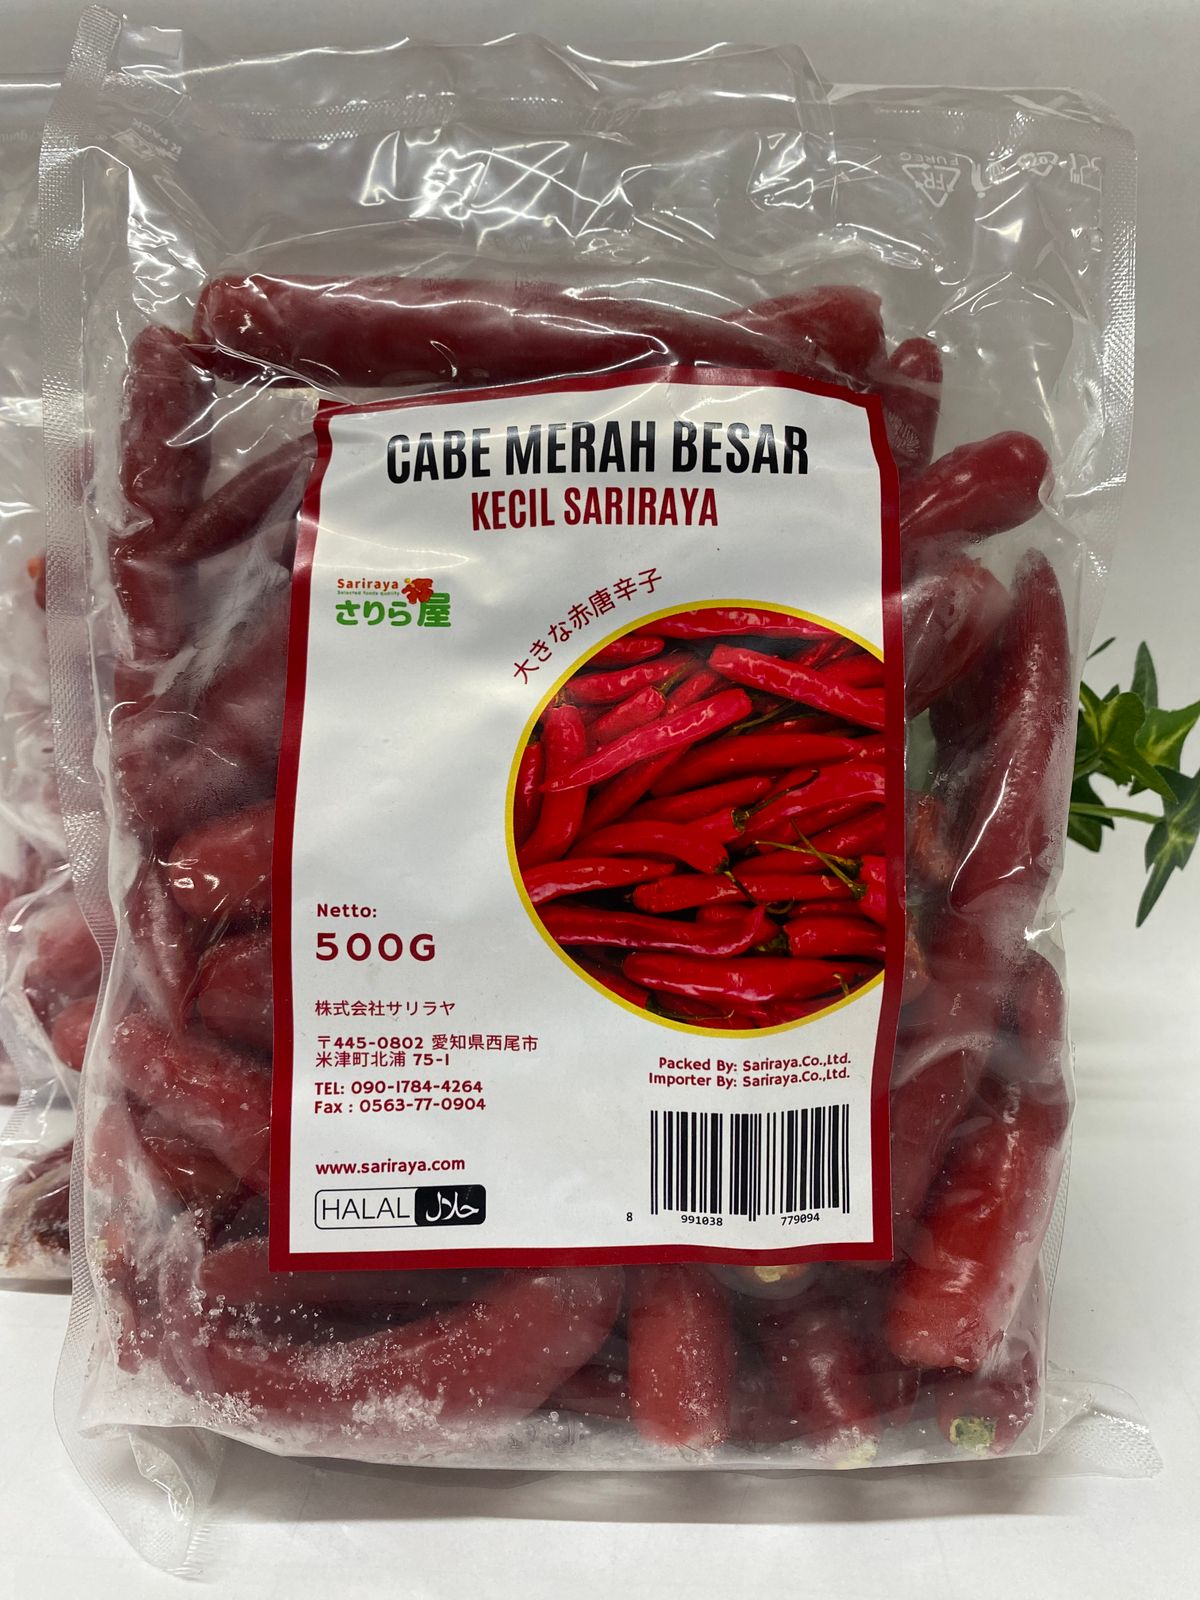 CABE MERAH BESAR
KECIL SARIRAYA
Sariraya
Selected foods quality
さりら屋
大きな赤唐辛子
Netto:
500G
株式会社サリラヤ
〒445-0802 愛知県西尾市
米津町北浦 75-1
TEL: 090-1784-4264
Fax : 0563-77-0904
www.sariraya.com
HALAL حلال
Packed By: Sariraya.Co.,Ltd.
Importer By: Sariraya.Co.,Ltd.
8 991038 779094